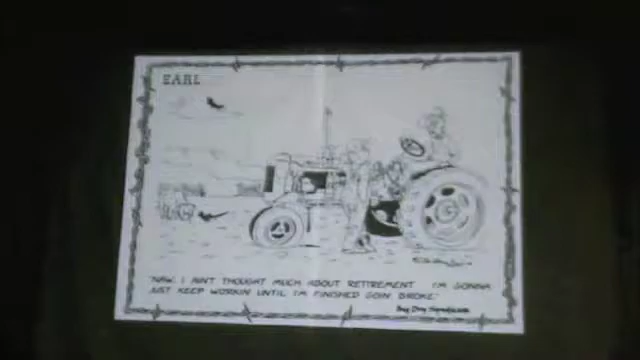 EARL
"NAW, I AIN'T THOUGHT MUCH ABOUT RETIREMENT I'M GONNA
JUST KEEP WORKIN' UNTIL I'M FINISHED GOIN' BROKE."